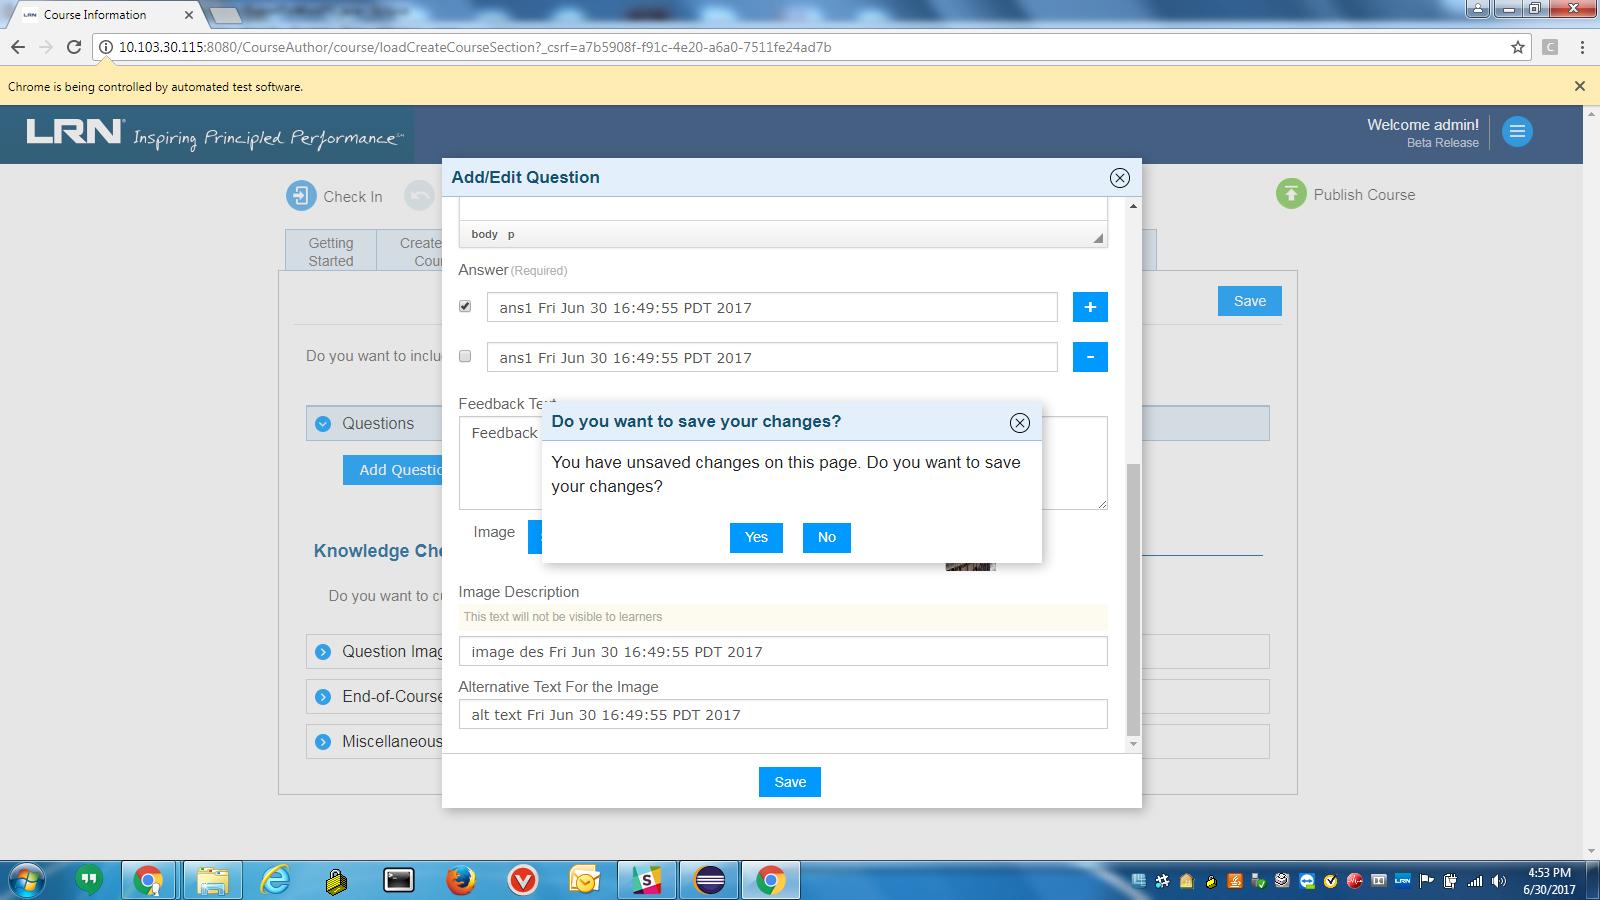 LRN Course Information
10.103.30.115:8080/CourseAuthor/course/loadCreateCourseSection?_csrf=a7b5908f-f91c-4e20-a6a0-7511fe24ad7b
C
Chrome is being controlled by automated test software.
LRN Inspiring Principled Performance
Welcome admin!
Beta Release
Check In
Publish Course
Getting
Started
Create
Cou
Save
Do you want to inclu
Questions
Add Questio
Knowledge Che
Do you want to cu
Question Imag
End-of-Course
Miscellaneous
Add/Edit Question
body p
Answer (Required)
ans1 Fri Jun 30 16:49:55 PDT 2017
+
ans1 Fri Jun 30 16:49:55 PDT 2017
-
Feedback Text
Feedback
Image
Do you want to save your changes?
You have unsaved changes on this page. Do you want to save
your changes?
Yes No
Image Description
This text will not be visible to learners
image des Fri Jun 30 16:49:55 PDT 2017
Alternative Text For the Image
alt text Fri Jun 30 16:49:55 PDT 2017
Save
LRN
4:53 PM
6/30/2017